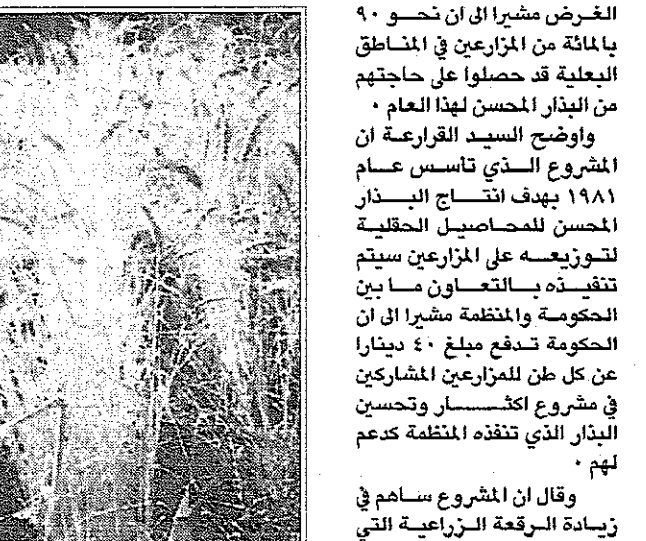 الغرض مشيرا الى ان نحو ٩٠
بالمائة من المزارعين في المناطق
البعلية قد حصلوا على حاجتهم
من البذار المحسن لهذا العام ٠
واوضح السيد القرارعة ان
المشروع الذي تأسس عام
١٩٨١ بهدف انتاج البذار
المحسن للمحاصيل الحقلية
لتوزيعه على المزارعين سيتم
تنفيذه بالتعاون ما بين
الحكومة والمنظمة مشيرا الى ان
الحكومة تدفع مبلغ ٤٠ دينارا
عن كل طن للمزارعين المشاركين
في مشروع اكثار وتحسين
البذار الذي تنفذه المنظمة كدعم
لهم ٠
وقال ان المشروع ساهم في
زيادة الرقعة الزراعية التي